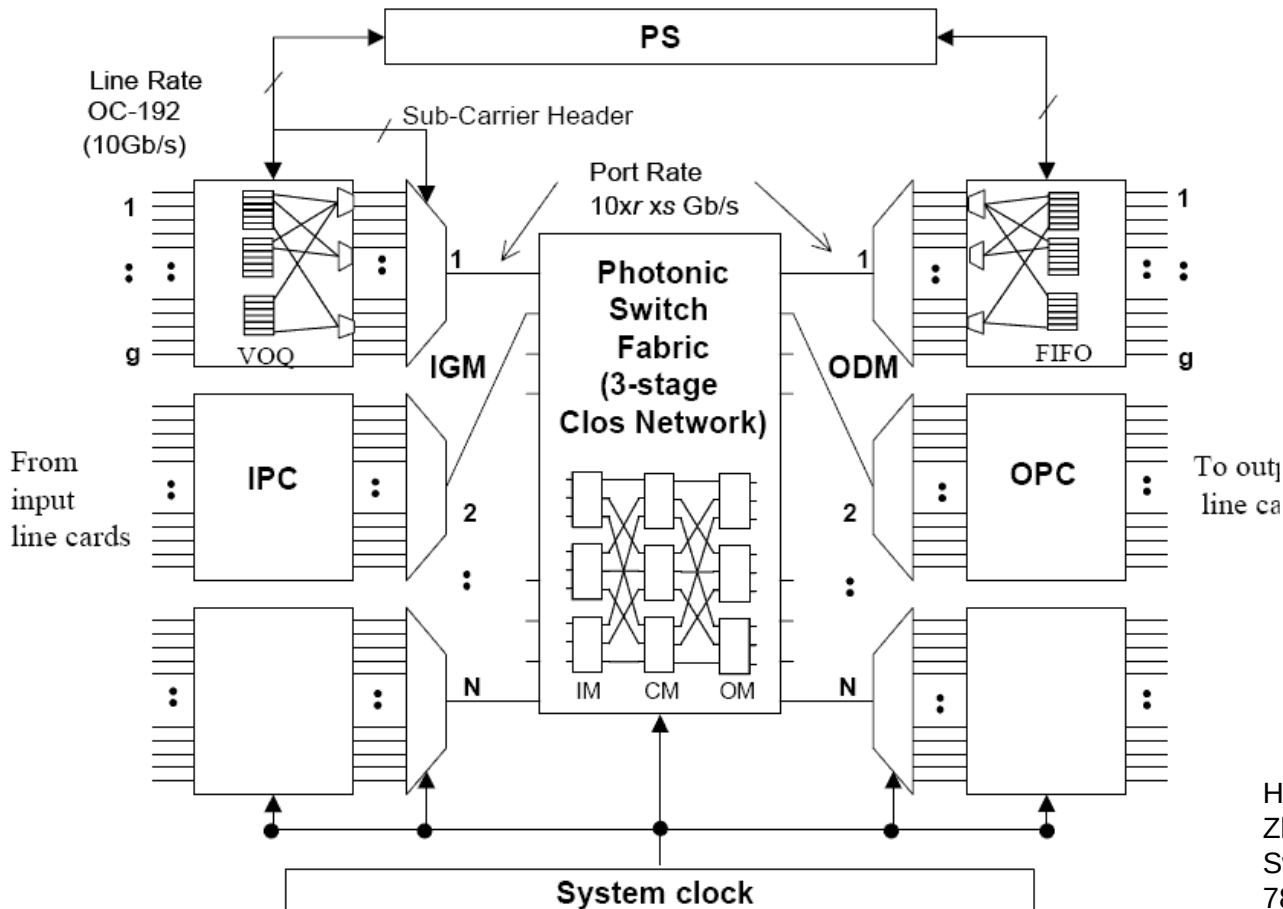 PS
Line Rate
OC-192
(10Gb/s)
Sub-Carrier Header
Port Rate
10xr xs Gb/s
1
g
VOQ
IGM
1
Photonic
Switch
Fabric
(3-stage
Clos Network)
1
ODM
FIFO
1
g
From
input
line cards
IPC
2
2
OPC
To
line
IM
CM
OM
N
N
System clock